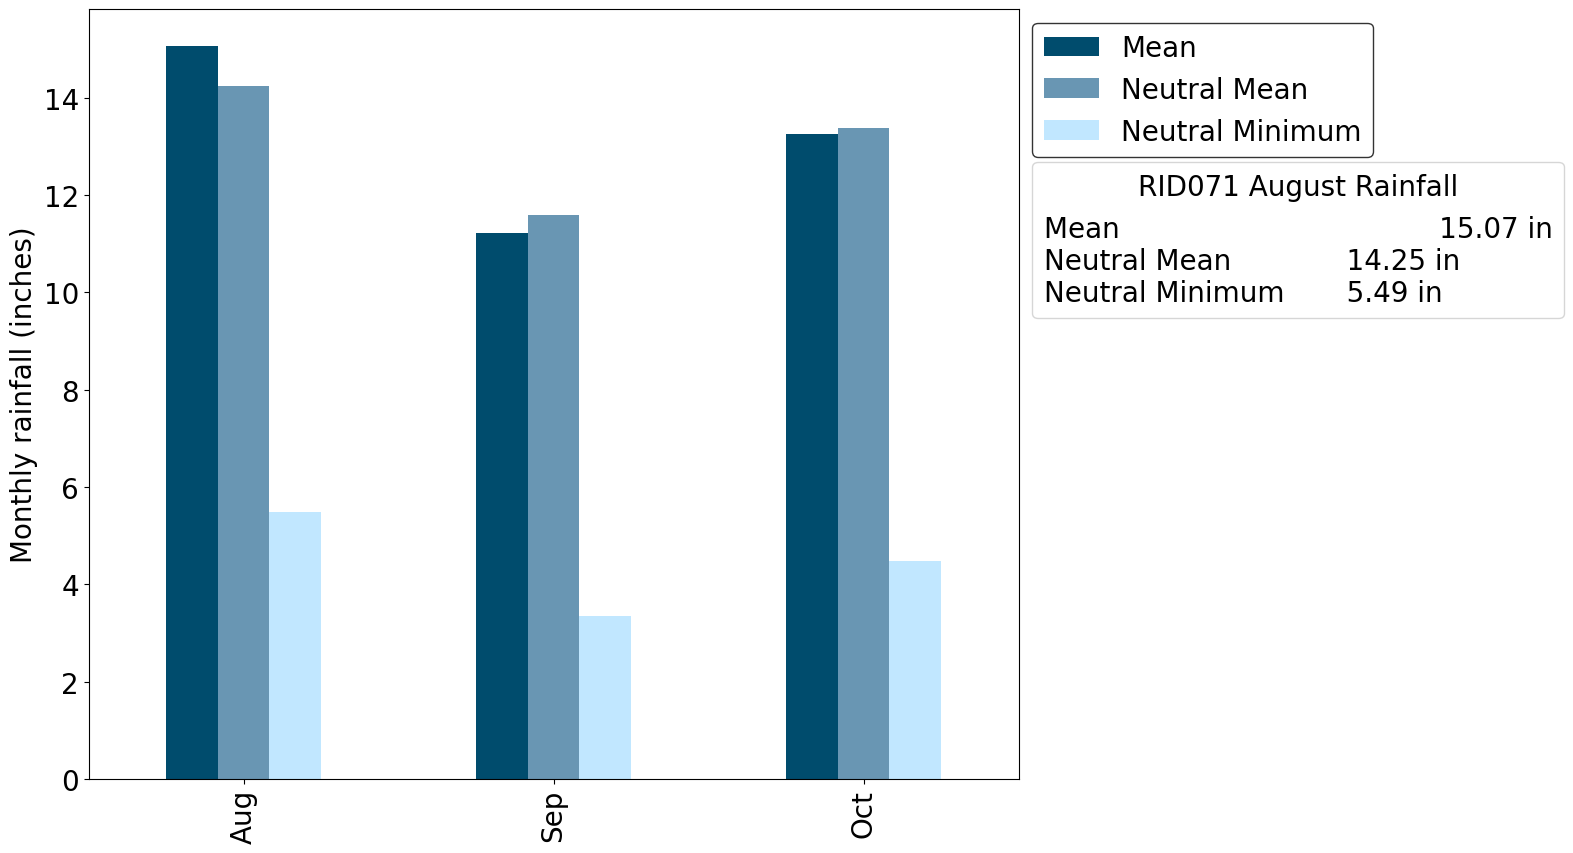 Monthly rainfall (inches)
14
12
10
8
6
4
2
0
Aug
Sep
Oct
Mean
Neutral Mean
Neutral Minimum
RID071 August Rainfall
Mean 15.07 in
Neutral Mean 14.25 in
Neutral Minimum 5.49 in